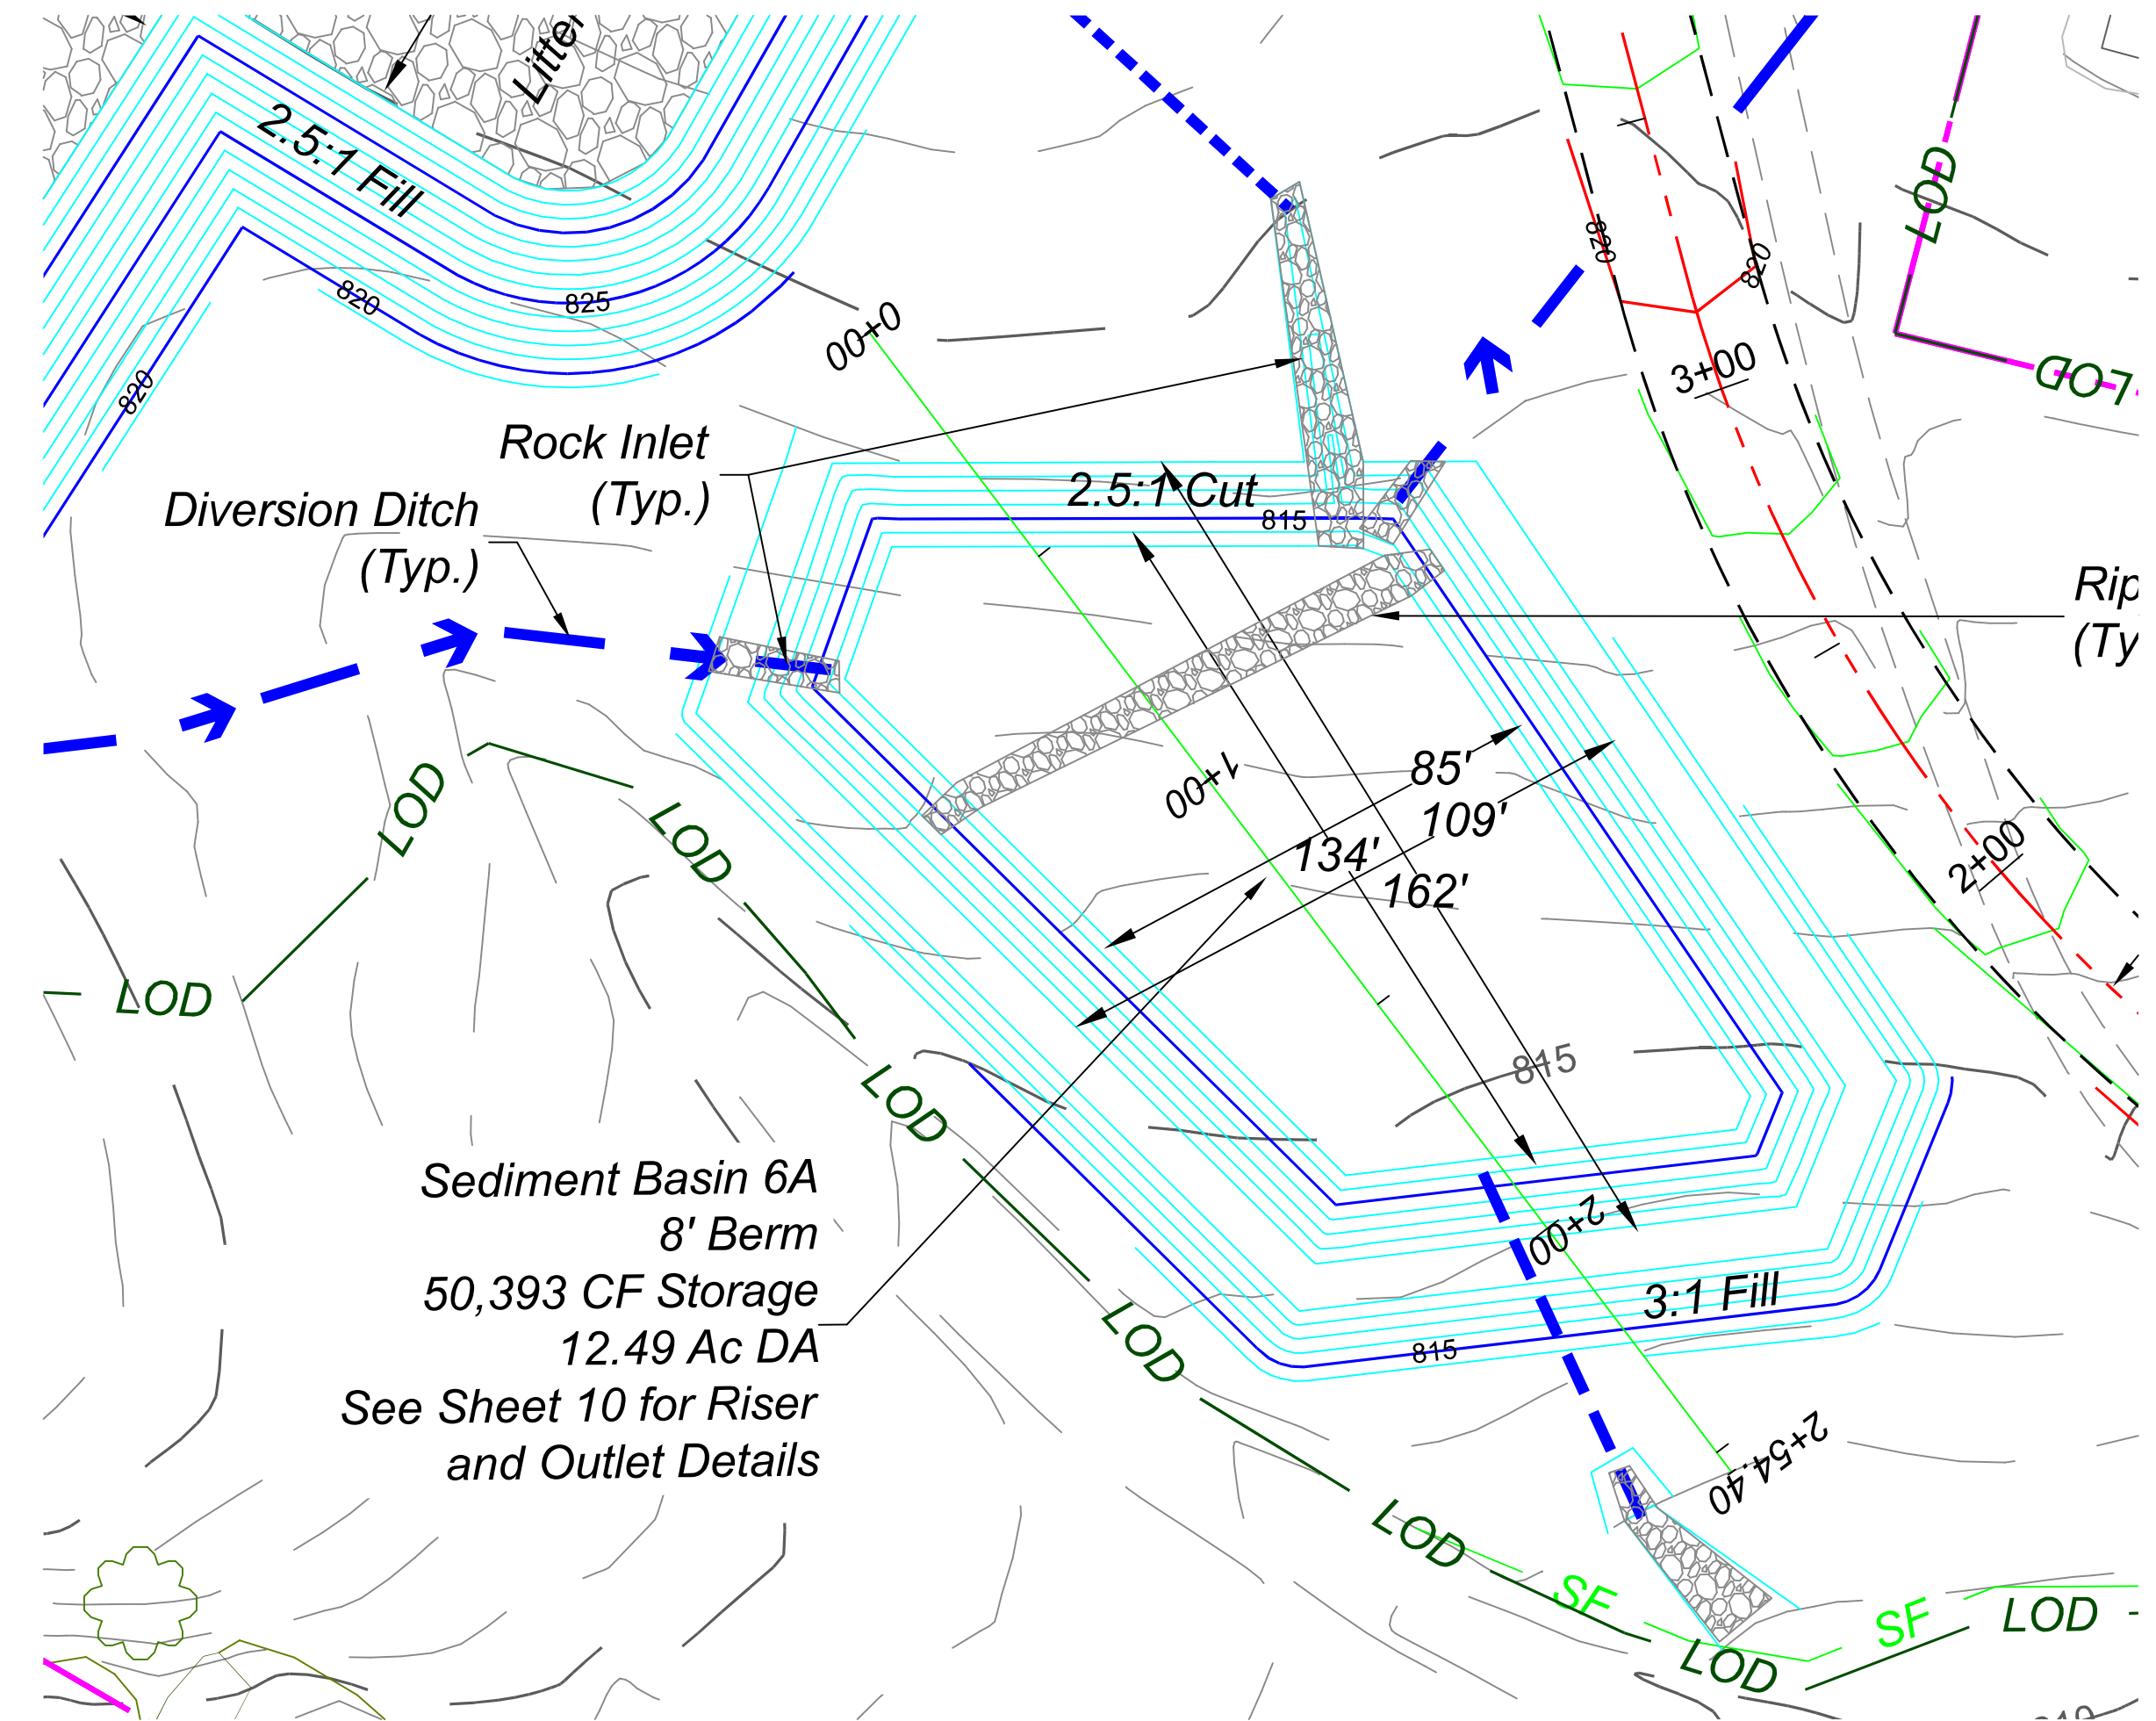 Litter
2.5:1 Fill
820
825
820
0+00
820
820
3+00
LOD
LOD
Rock Inlet
(Typ.)
Diversion Ditch
(Typ.)
2.5:1 Cut
815
(Ty
85'
109'
134'
162'
1+00
2+00
LOD
LOD
LOD
LOD
815
Sediment Basin 6A
8' Berm
50,393 CF Storage
12.49 Ac DA
See Sheet 10 for Riser
and Outlet Details
2+00
3:1 Fill
815
LOD
2+54.40
LOD
SF
SF
LOD
LOD